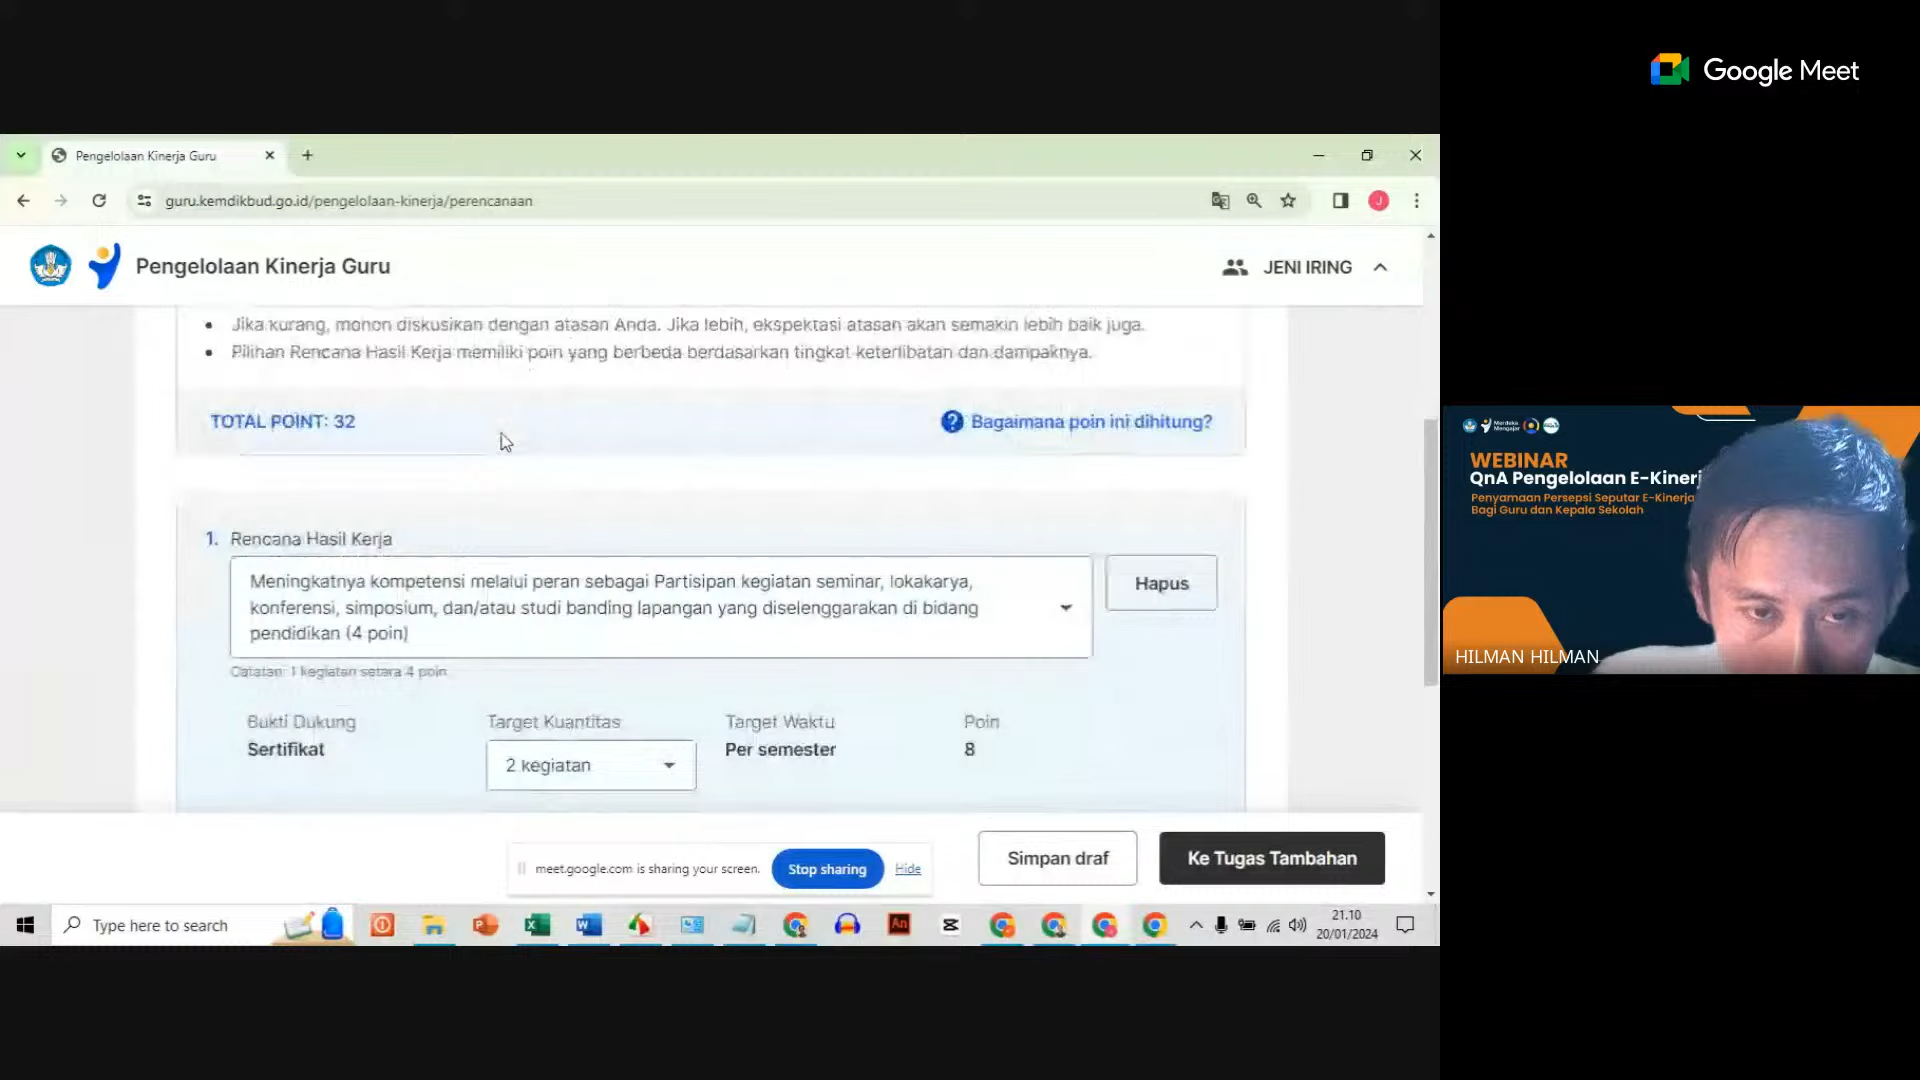 Google Meet
Pengelolaan Kinerja Guru
guru.kemdikbud.go.id/pengelolaan-kinerja/perencanaan
J
Pengelolaan Kinerja Guru
JENI IRING
Jika kurang, mohon diskusikan dengan atasan Anda. Jika lebih, ekspektasi atasan akan semakin lebih baik juga.
Pilihan Rencana Hasil Kerja memiliki poin yang berbeda berdasarkan tingkat keterlibatan dan dampaknya.
TOTAL POINT: 32
? Bagaimana poin ini dihitung?
1. Rencana Hasil Kerja
Meningkatnya kompetensi melalui peran sebagai Partisipan kegiatan seminar, lokakarya,
konferensi, simposium, dan/atau studi banding lapangan yang diselenggarakan di bidang
pendidikan (4 poin)
Hapus
Catatan: 1 kegiatan setara 4 poin
Bukti Dukung
Target Kuantitas
Target Waktu
Poin
Sertifikat
2 kegiatan
Per semester
8
meet.google.com is sharing your screen.
Stop sharing
Hide
Simpan draf
Ke Tugas Tambahan
Type here to search
An
21.10
20/01/2024
Merdeka
Mengajar
WEBINAR
QnA Pengelolaan E-Kinerj
Penyamaan Persepsi Seputar E-Kinerja
Bagi Guru dan Kepala Sekolah
HILMAN HILMAN